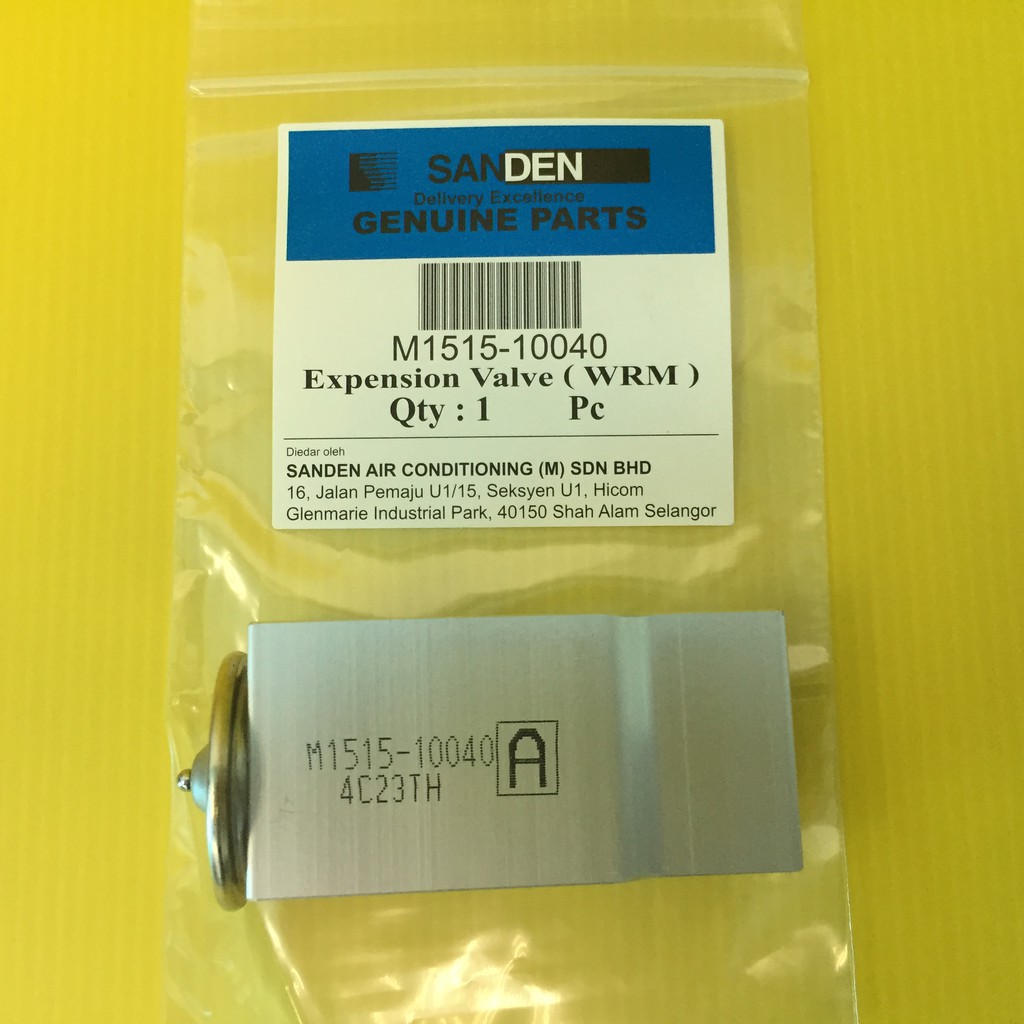 SANDEN
Delivery Excellence
GENUINE PARTS
M1515-10040
Expension Valve ( WRM )
Qty : 1 Pc
Diedar oleh
SANDEN AIR CONDITIONING (M) SDN BHD
16, Jalan Pemaju U1/15, Seksyen U1, Hicom
Glenmarie Industrial Park, 40150 Shah Alam Selangor
M1515-10040 A
4C23TH